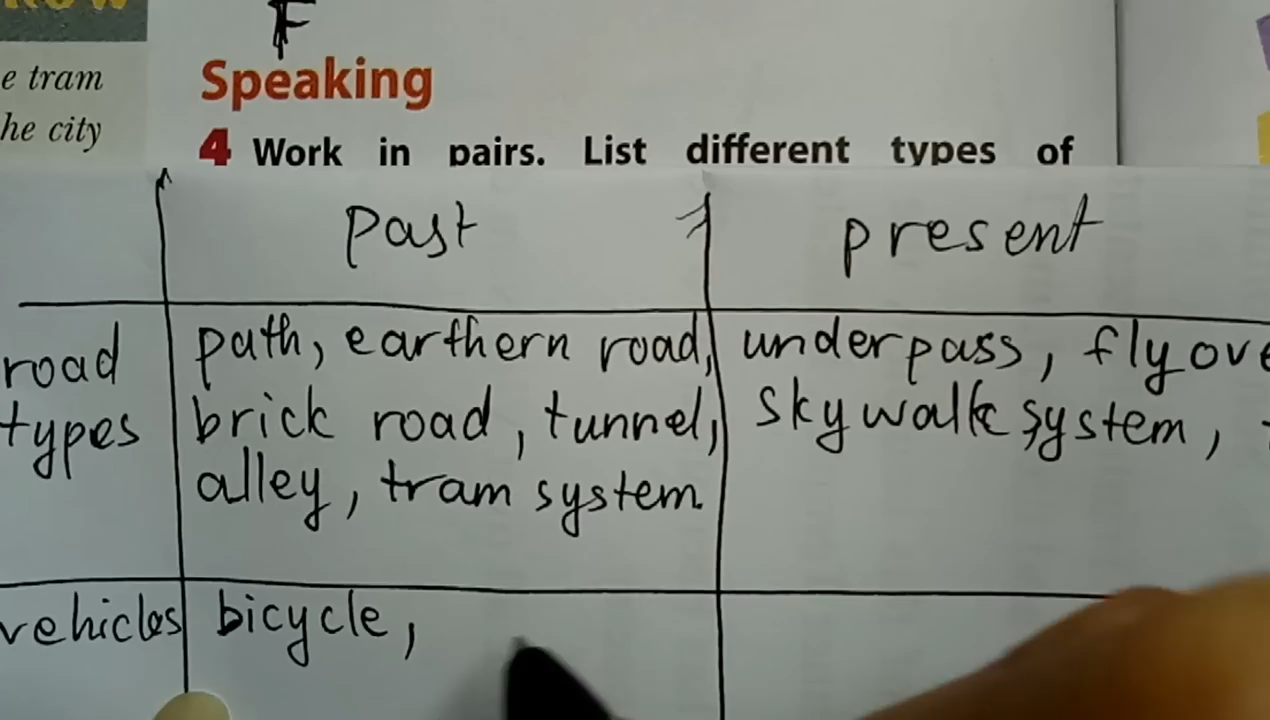 F
e tram
he city
Speaking
4 Work in pairs. List different types of
past present
road types
path, earthern road,
brick road, tunnel,
alley, tram system.
underpass, flyove
skywalk system,
vehicles
bicycle,